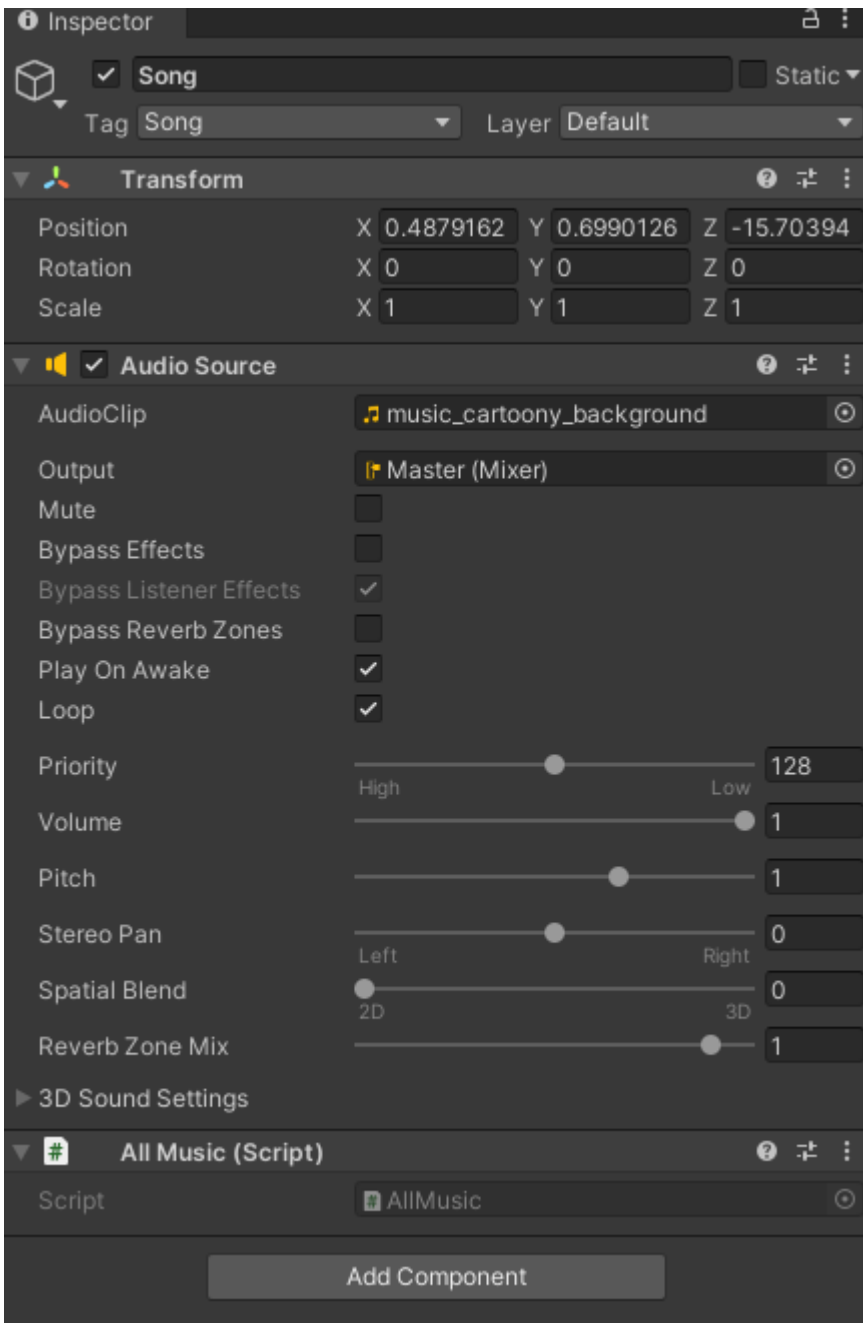 Inspector
Song Static
Tag Song Layer Default
Transform
Position X 0.4879162 Y 0.6990126 Z -15.70394
Rotation X 0 Y 0 Z 0
Scale X 1 Y 1 Z 1
Audio Source
AudioClip music_cartoony_background
Output Master (Mixer)
Mute
Bypass Effects
Bypass Listener Effects
Bypass Reverb Zones
Play On Awake
Loop
Priority 128
High Low
Volume 1
Pitch 1
Stereo Pan 0
Left Right
Spatial Blend 0
2D 3D
Reverb Zone Mix 1
3D Sound Settings
# All Music (Script)
Script # AllMusic
Add Component